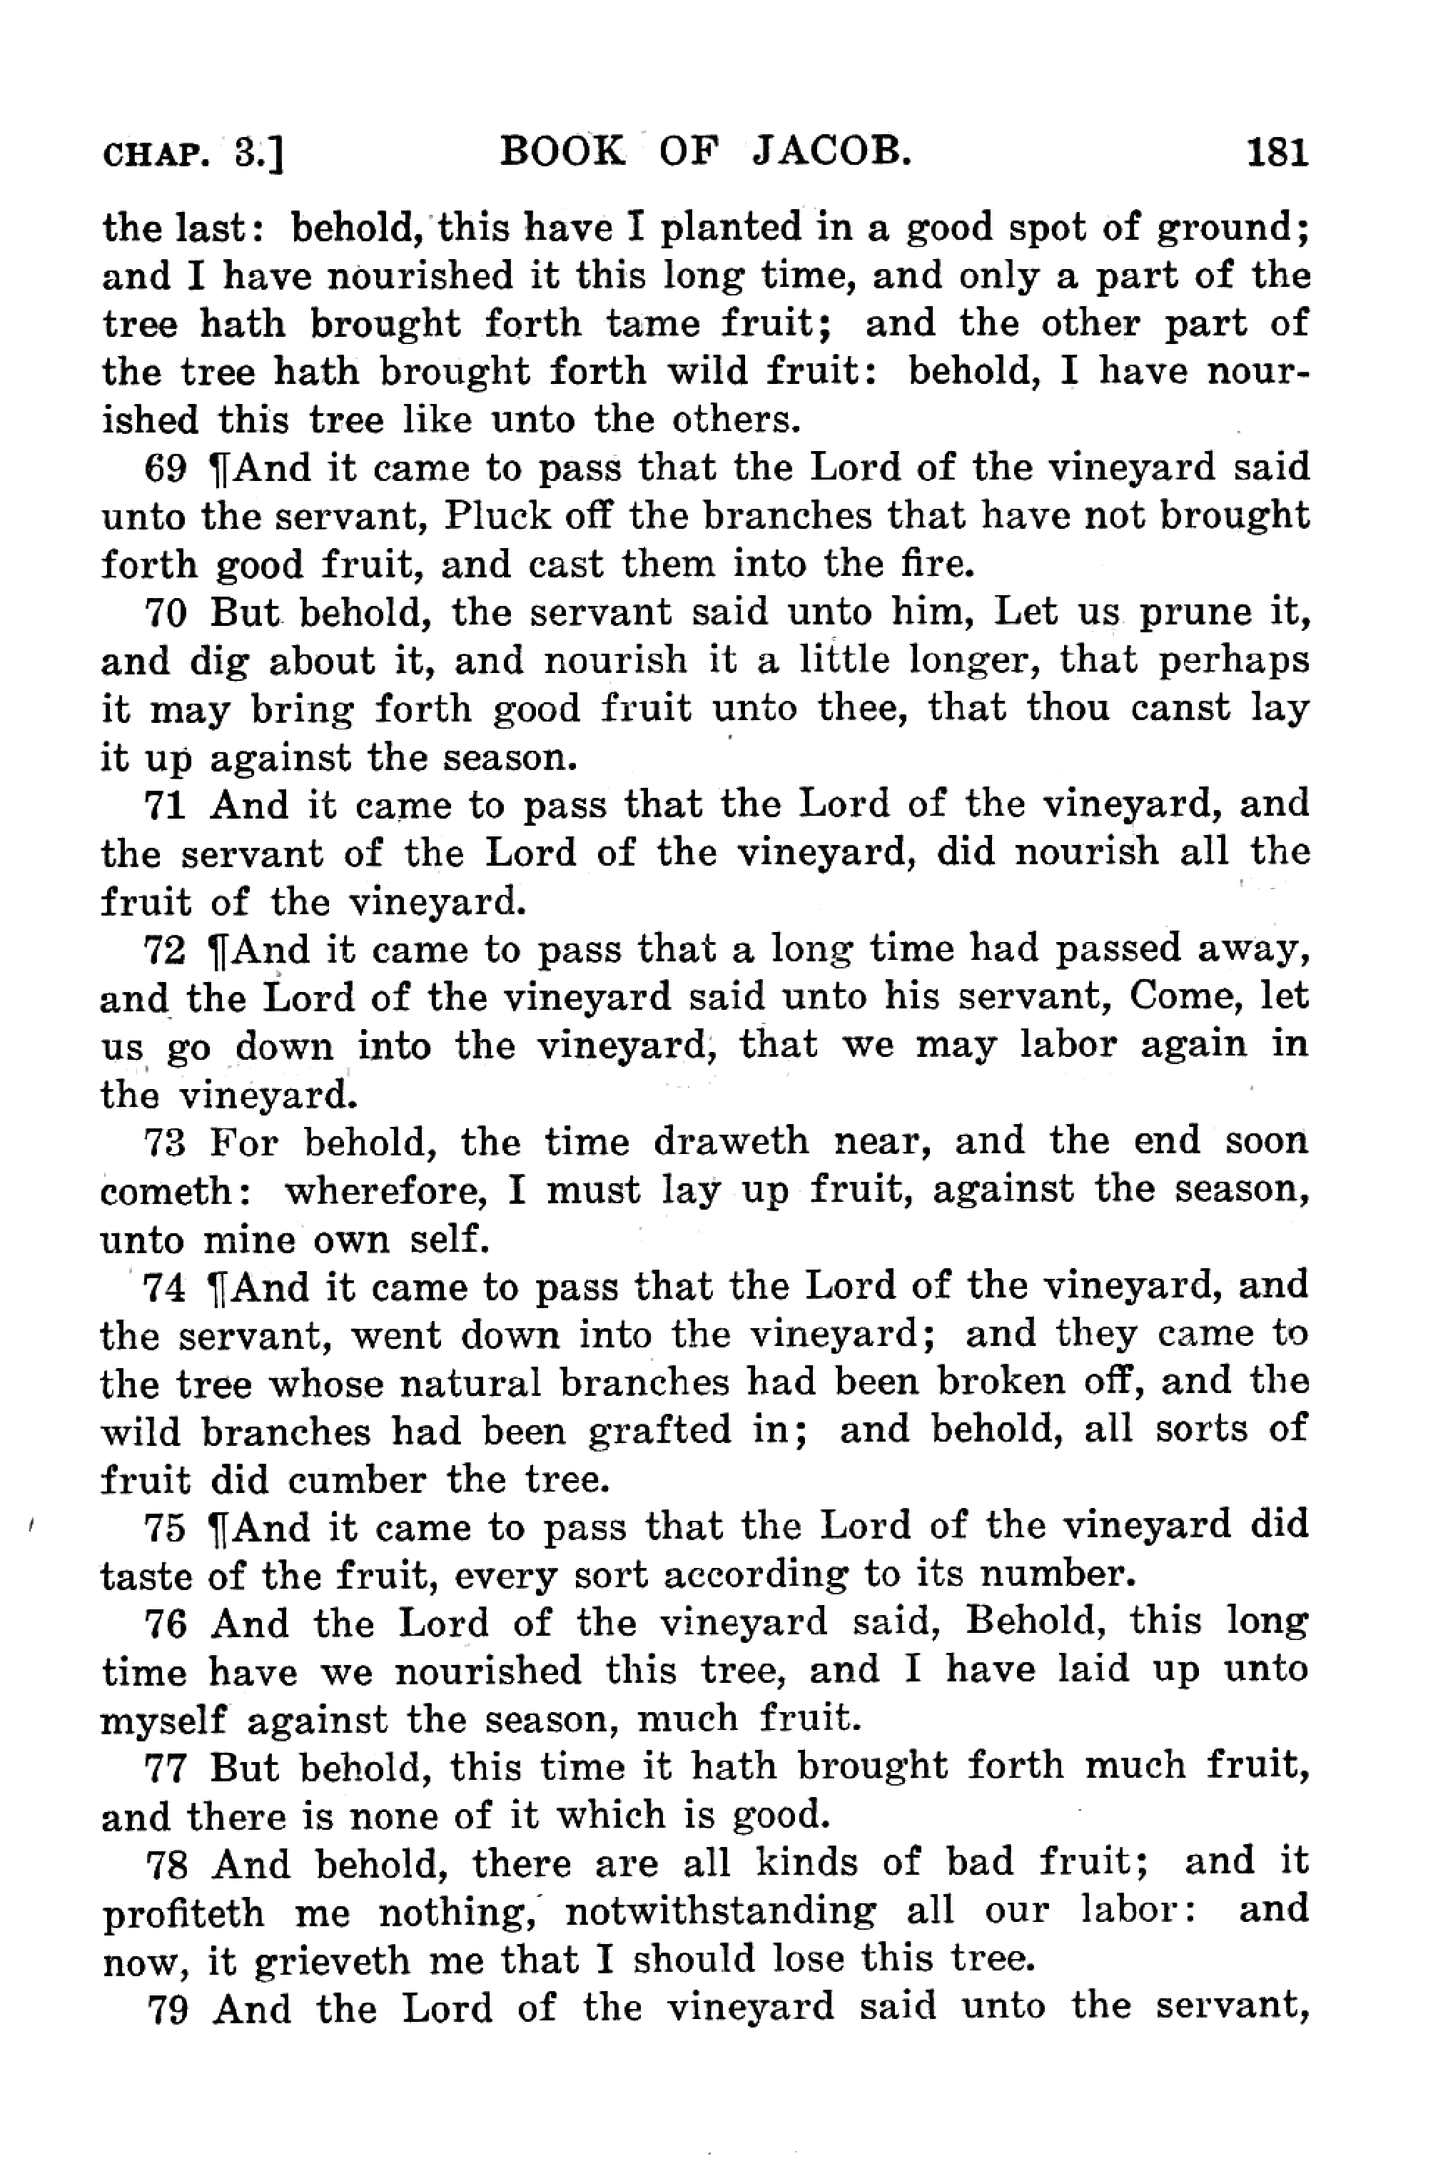 CHAP. 3.] BOOK OF JACOB. 181
the last: behold, this have I planted in a good spot of ground;
and I have nourished it this long time, and only a part of the
tree hath brought forth tame fruit; and the other part of
the tree hath brought forth wild fruit: behold, I have nour-
ished this tree like unto the others.
69 ¶And it came to pass that the Lord of the vineyard said
unto the servant, Pluck off the branches that have not brought
forth good fruit, and cast them into the fire.
70 But behold, the servant said unto him, Let us prune it,
and dig about it, and nourish it a little longer, that perhaps
it may bring forth good fruit unto thee, that thou canst lay
it up against the season.
71 And it came to pass that the Lord of the vineyard, and
the servant of the Lord of the vineyard, did nourish all the
fruit of the vineyard.
72 ¶And it came to pass that a long time had passed away,
and the Lord of the vineyard said unto his servant, Come, let
us go down into the vineyard, that we may labor again in
the vineyard.
73 For behold, the time draweth near, and the end soon
cometh: wherefore, I must lay up fruit, against the season,
unto mine own self.
74 ¶And it came to pass that the Lord of the vineyard, and
the servant, went down into the vineyard; and they came to
the tree whose natural branches had been broken off, and the
wild branches had been grafted in; and behold, all sorts of
fruit did cumber the tree.
75 ¶And it came to pass that the Lord of the vineyard did
taste of the fruit, every sort according to its number.
76 And the Lord of the vineyard said, Behold, this long
time have we nourished this tree, and I have laid up unto
myself against the season, much fruit.
77 But behold, this time it hath brought forth much fruit,
and there is none of it which is good.
78 And behold, there are all kinds of bad fruit; and it
profiteth me nothing, notwithstanding all our labor: and
now, it grieveth me that I should lose this tree.
79 And the Lord of the vineyard said unto the servant,